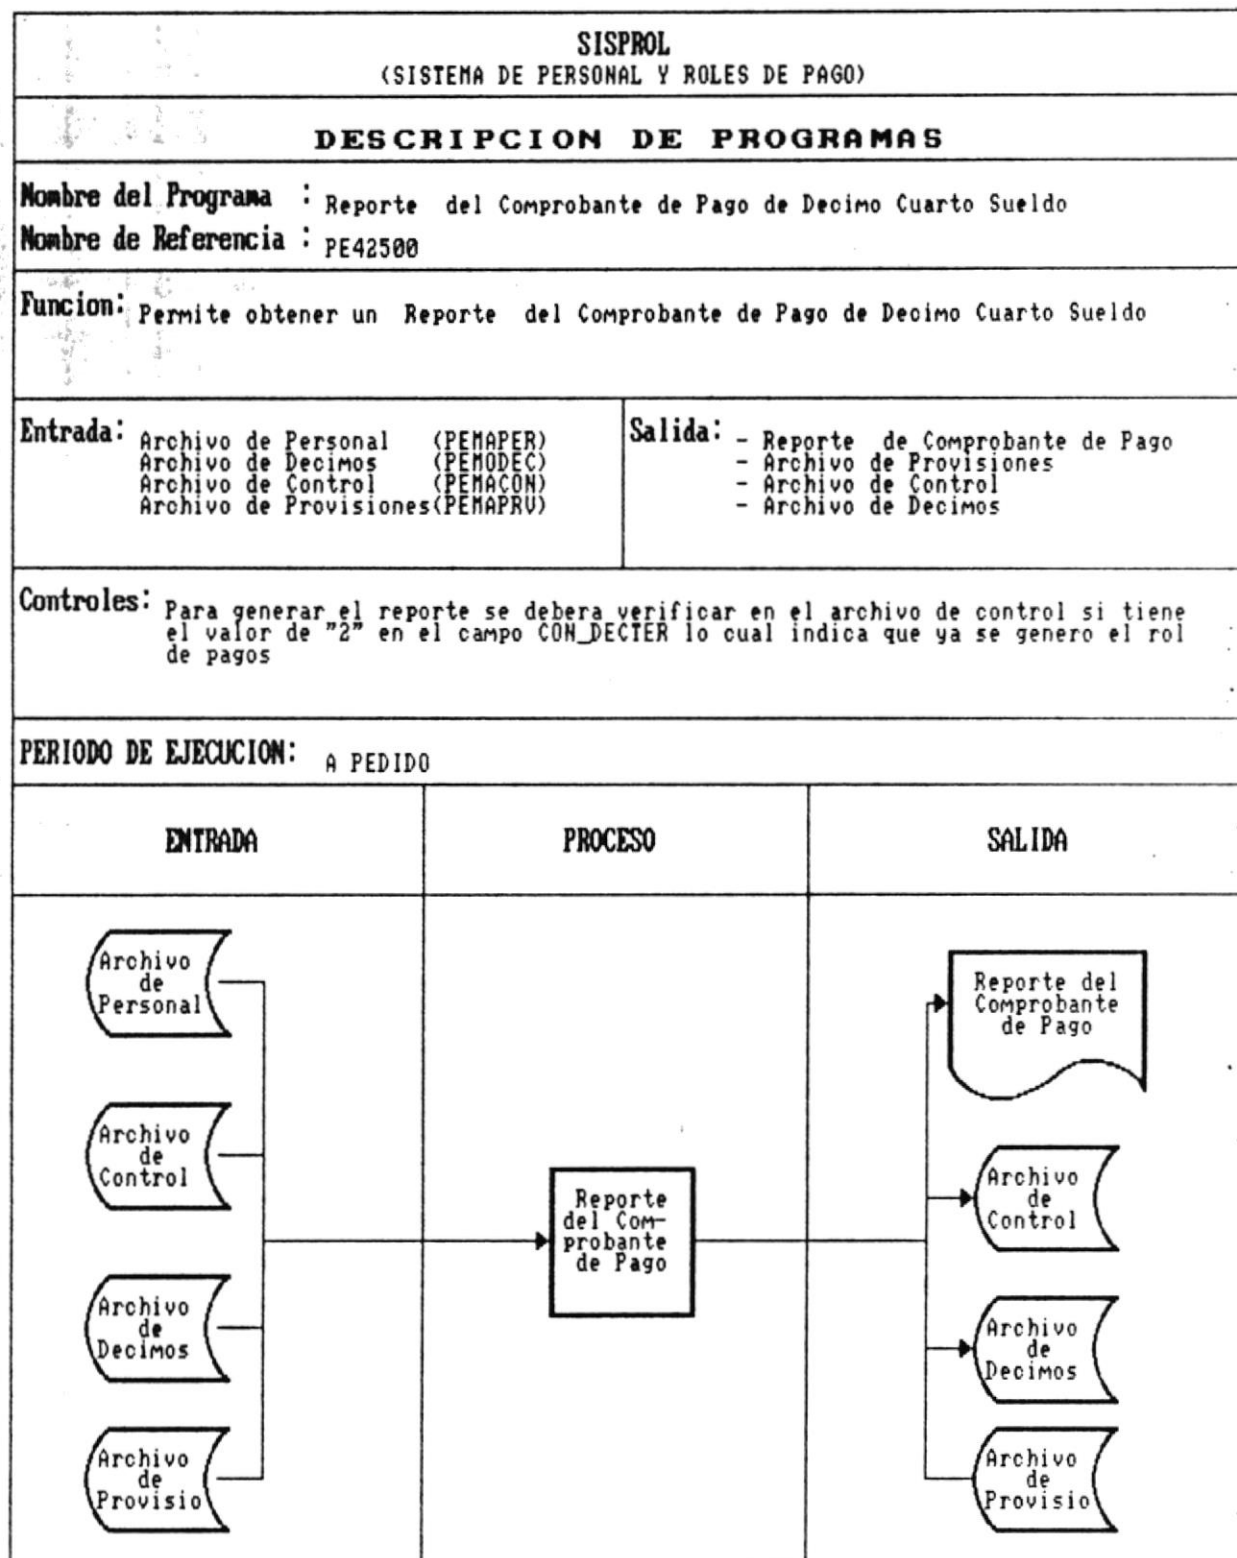 SISPROL
(SISTEMA DE PERSONAL Y ROLES DE PAGO)
DESCRIPCION DE PROGRAMAS
Nombre del Programa : Reporte del Comprobante de Pago de Decimo Cuarto Sueldo
Nombre de Referencia : PE42500
Funcion: Permite obtener un Reporte del Comprobante de Pago de Decimo Cuarto Sueldo
Entrada: Archivo de Personal (PEMAPER)
Archivo de Decimos (PEMODEC)
Archivo de Control (PEMACON)
Archivo de Provisiones(PEMAPRV)
Salida: - Reporte de Comprobante de Pago
- Archivo de Provisiones
- Archivo de Control
- Archivo de Decimos
Controles: Para generar el reporte se debera verificar en el archivo de control si tiene
el valor de "2" en el campo CON_DECTER lo cual indica que ya se genero el rol
de pagos
PERIODO DE EJECUCION: A PEDIDO
ENTRADA
PROCESO
SALIDA
Archivo
de
Personal
Archivo
de
Control
Archivo
de
Decimos
Archivo
de
Provisio
Reporte
del Com-
probante
de Pago
Reporte del
Comprobante
de Pago
Archivo
de
Control
Archivo
de
Decimos
Archivo
de
Provisio